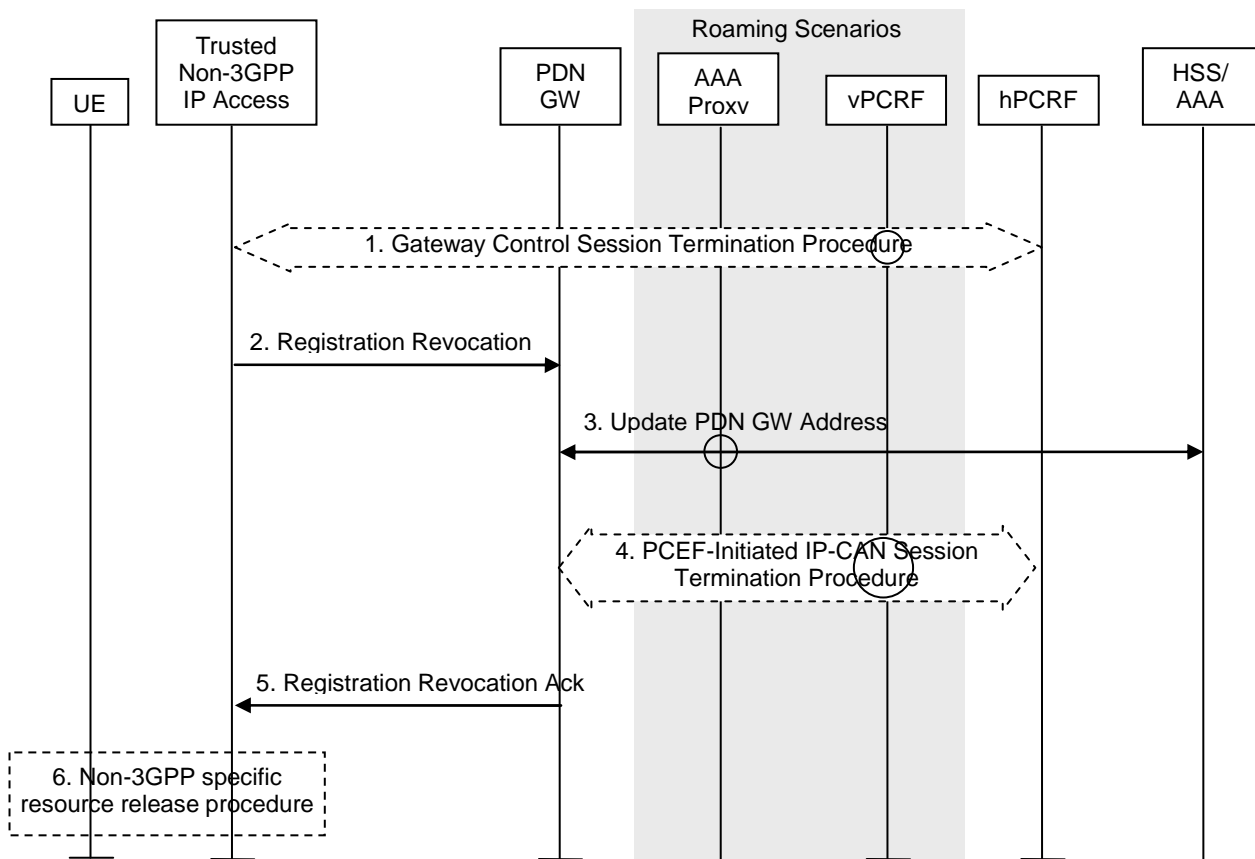 Roaming Scenarios
UE
Trusted
Non-3GPP
IP Access
PDN
GW
AAA
Proxv
vPCRF
hPCRF
HSS/
AAA
1. Gateway Control Session Termination Procedure
2. Registration Revocation
3. Update PDN GW Address
4. PCEF-Initiated IP-CAN Session
Termination Procedure
5. Registration Revocation Ack
6. Non-3GPP specific
resource release procedure